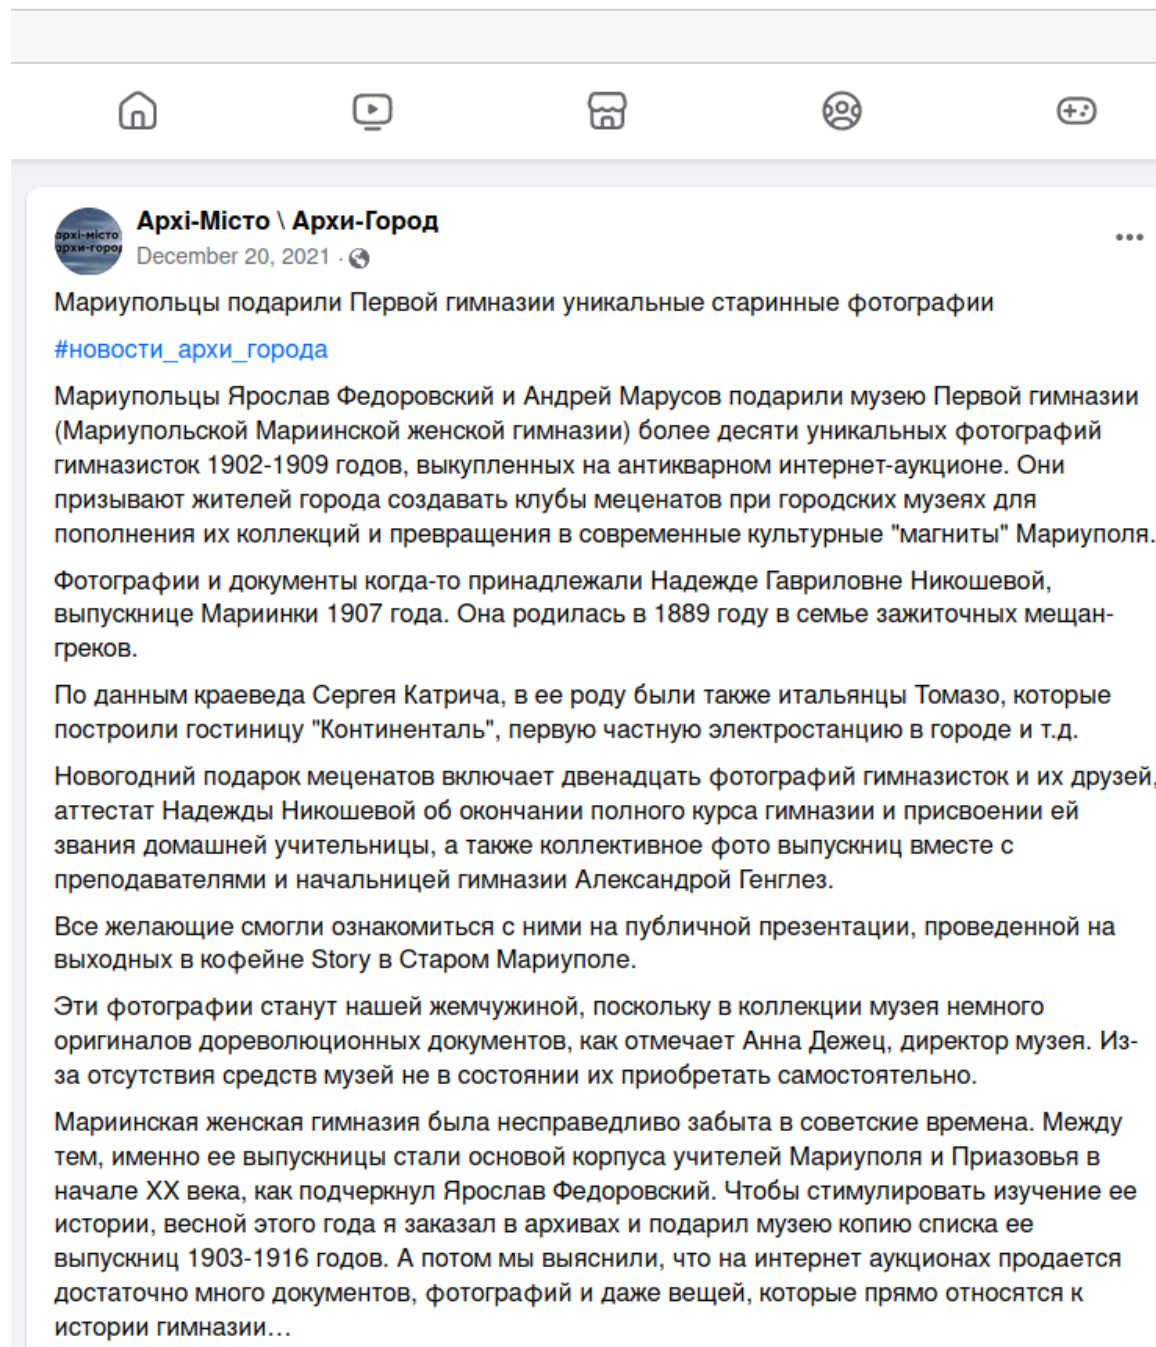 Архі-Місто \ Архи-Город
архі-місто
архи-город
December 20, 2021 ·
Мариупольцы подарили Первой гимназии уникальные старинные фотографии
#новости_архи_города
Мариупольцы Ярослав Федоровский и Андрей Марусов подарили музею Первой гимназии
(Мариупольской Мариинской женской гимназии) более десяти уникальных фотографий
гимназисток 1902-1909 годов, выкупленных на антикварном интернет-аукционе. Они
призывают жителей города создавать клубы меценатов при городских музеях для
пополнения их коллекций и превращения в современные культурные "магниты" Мариуполя.
Фотографии и документы когда-то принадлежали Надежде Гавриловне Никошевой,
выпускнице Мариинки 1907 года. Она родилась в 1889 году в семье зажиточных мещан-
греков.
По данным краеведа Сергея Катрича, в ее роду были также итальянцы Томазо, которые
построили гостиницу "Континенталь", первую частную электростанцию в городе и т.д.
Новогодний подарок меценатов включает двенадцать фотографий гимназисток и их друзей,
аттестат Надежды Никошевой об окончании полного курса гимназии и присвоении ей
звания домашней учительницы, а также коллективное фото выпускниц вместе с
преподавателями и начальницей гимназии Александрой Генглез.
Все желающие смогли ознакомиться с ними на публичной презентации, проведенной на
выходных в кофейне Story в Старом Мариуполе.
Эти фотографии станут нашей жемчужиной, поскольку в коллекции музея немного
оригиналов дореволюционных документов, как отмечает Анна Дежец, директор музея. Из-
за отсутствия средств музей не в состоянии их приобретать самостоятельно.
Мариинская женская гимназия была несправедливо забыта в советские времена. Между
тем, именно ее выпускницы стали основой корпуса учителей Мариуполя и Приазовья в
начале XX века, как подчеркнул Ярослав Федоровский. Чтобы стимулировать изучение ее
истории, весной этого года я заказал в архивах и подарил музею копию списка ее
выпускниц 1903-1916 годов. А потом мы выяснили, что на интернет аукционах продается
достаточно много документов, фотографий и даже вещей, которые прямо относятся к
истории гимназии…